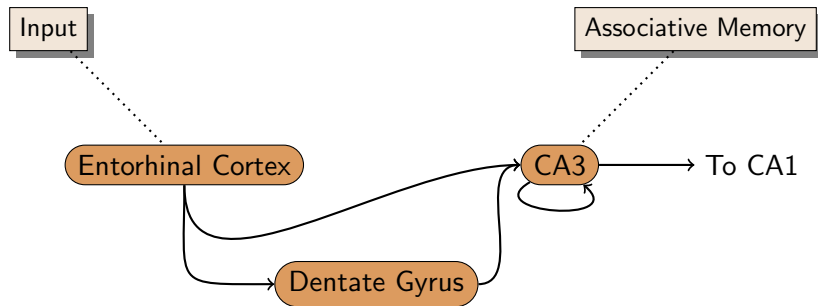 Input
Associative Memory
Entorhinal Cortex
CA3
To CA1
Dentate Gyrus